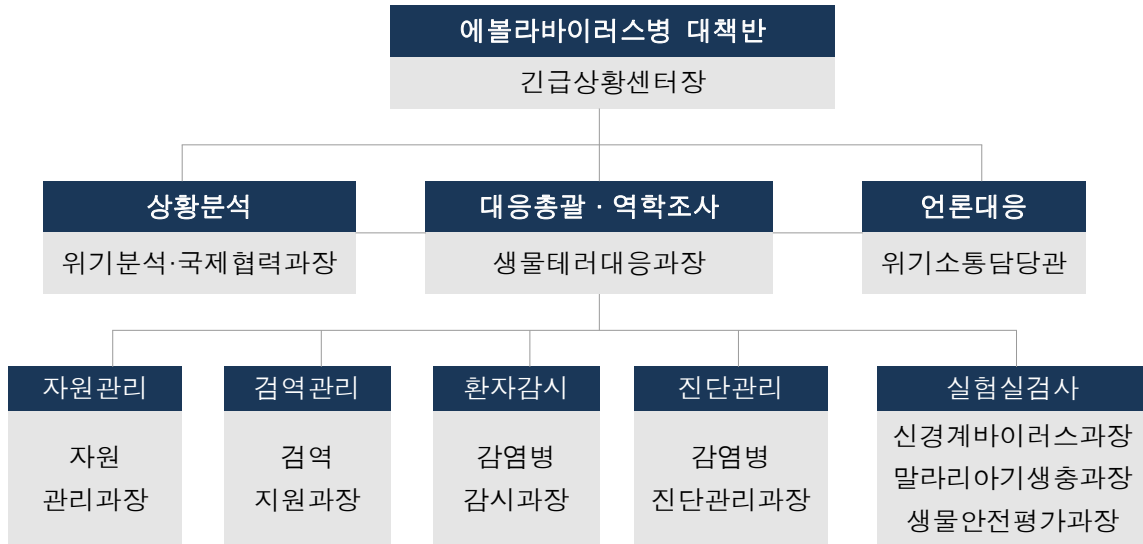 에볼라바이러스병 대책반
긴급상황센터장
상황분석
위기분석·국제협력과장
대응총괄 · 역학조사
생물테러대응과장
언론대응
위기소통담당관
자원관리
자원
관리과장
검역관리
검역
지원과장
환자감시
감염병
감시과장
진단관리
감염병
진단관리과장
실험실검사
신경계바이러스과장
말라리아기생충과장
생물안전평가과장